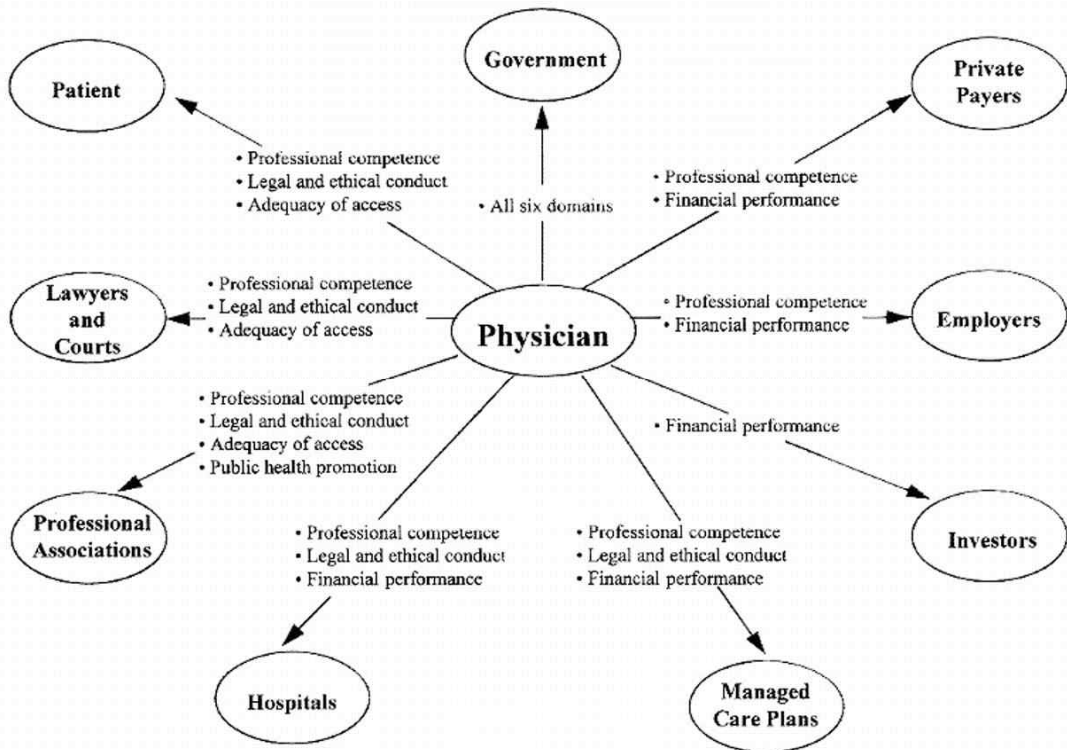 Patient
Government
Private
Payers
• Professional competence
• Legal and ethical conduct
• Adequacy of access
• All six domains
• Professional competence
• Financial performance
Lawyers
and
Courts
• Professional competence
• Legal and ethical conduct
• Adequacy of access
Physician
• Professional competence
• Financial performance
Employers
• Professional competence
• Legal and ethical conduct
• Adequacy of access
• Public health promotion
• Financial performance
Professional
Associations
• Professional competence
• Legal and ethical conduct
• Financial performance
• Professional competence
• Legal and ethical conduct
• Financial performance
Investors
Hospitals
Managed
Care Plans